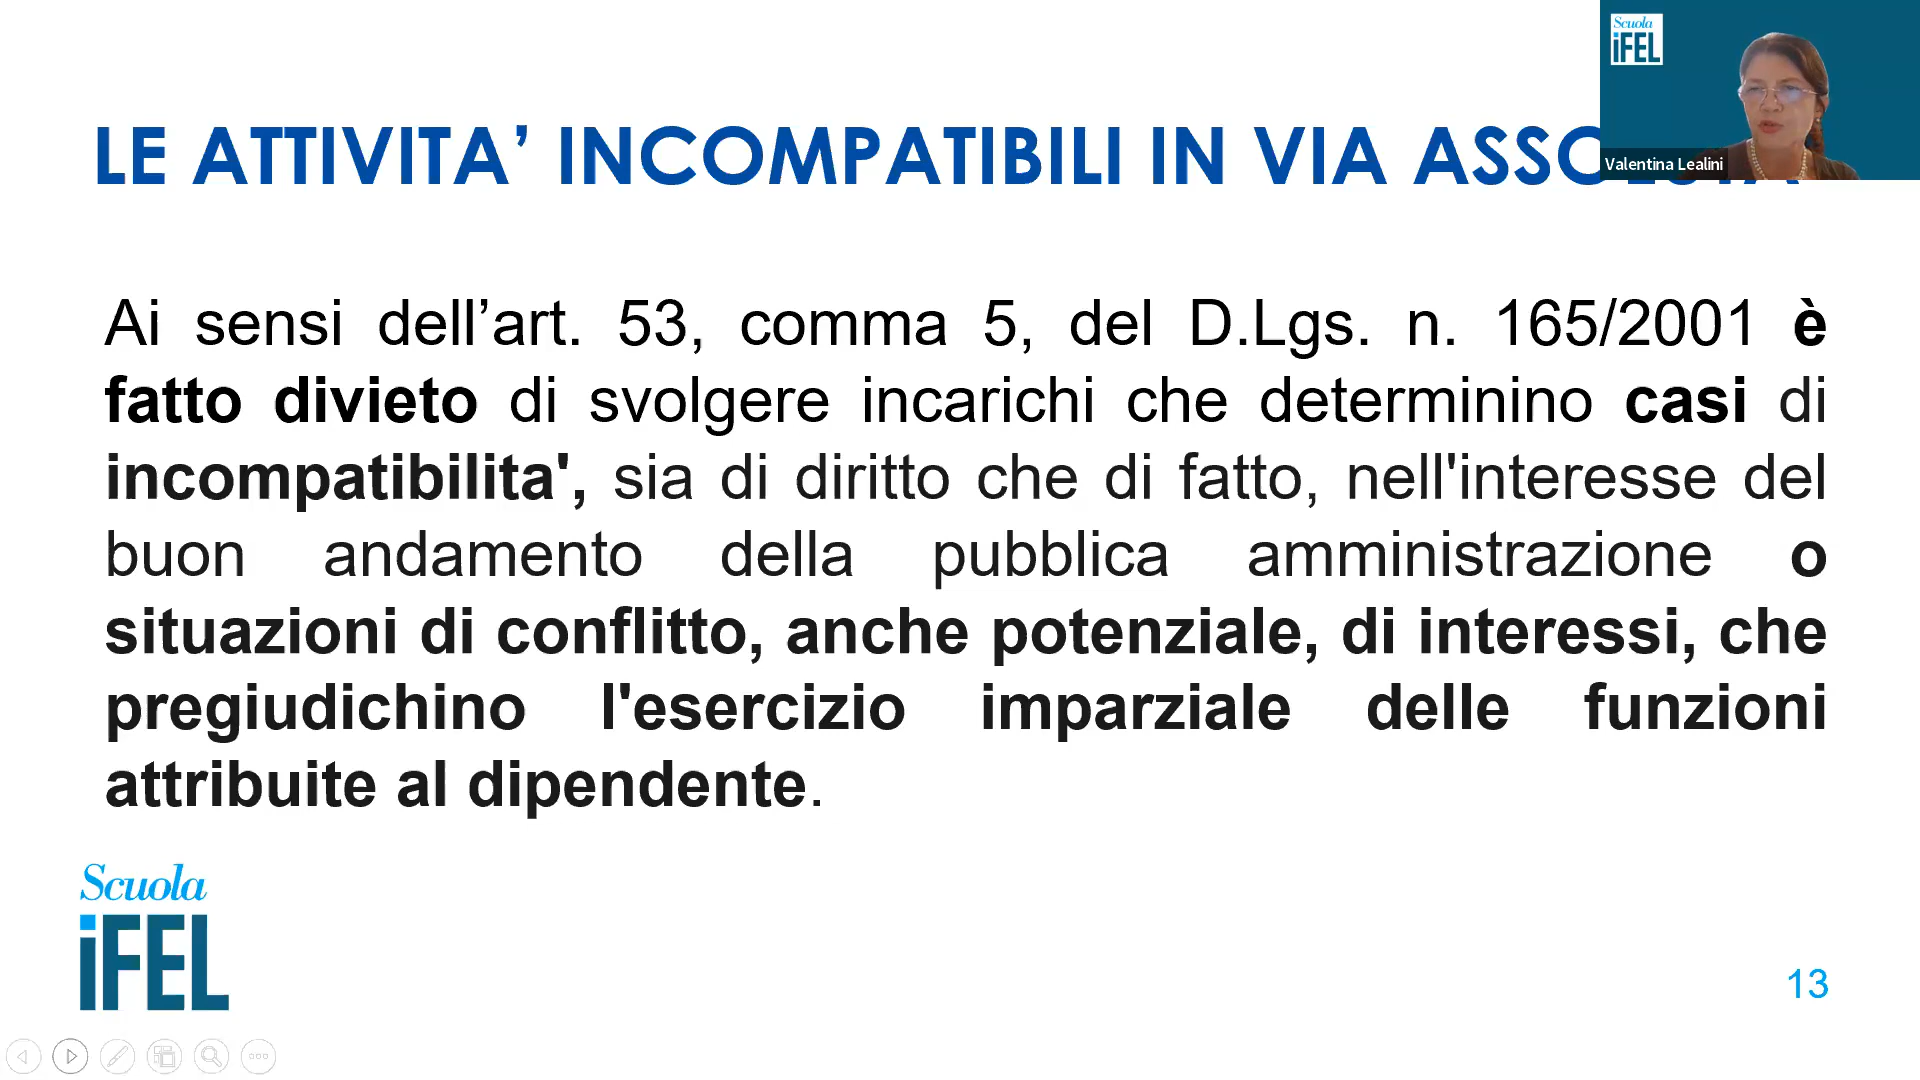 Scuola
iFEL
LE ATTIVITA’ INCOMPATIBILI IN VIA
Valentina Lealini
Ai sensi dell’art. 53, comma 5, del D.Lgs. n. 165/2001 è
fatto divieto di svolgere incarichi che determinino casi di
incompatibilita', sia di diritto che di fatto, nell'interesse del
buon andamento della pubblica amministrazione o
situazioni di conflitto, anche potenziale, di interessi, che
pregiudichino l'esercizio imparziale delle funzioni
attribuite al dipendente.
Scuola
iFEL
13